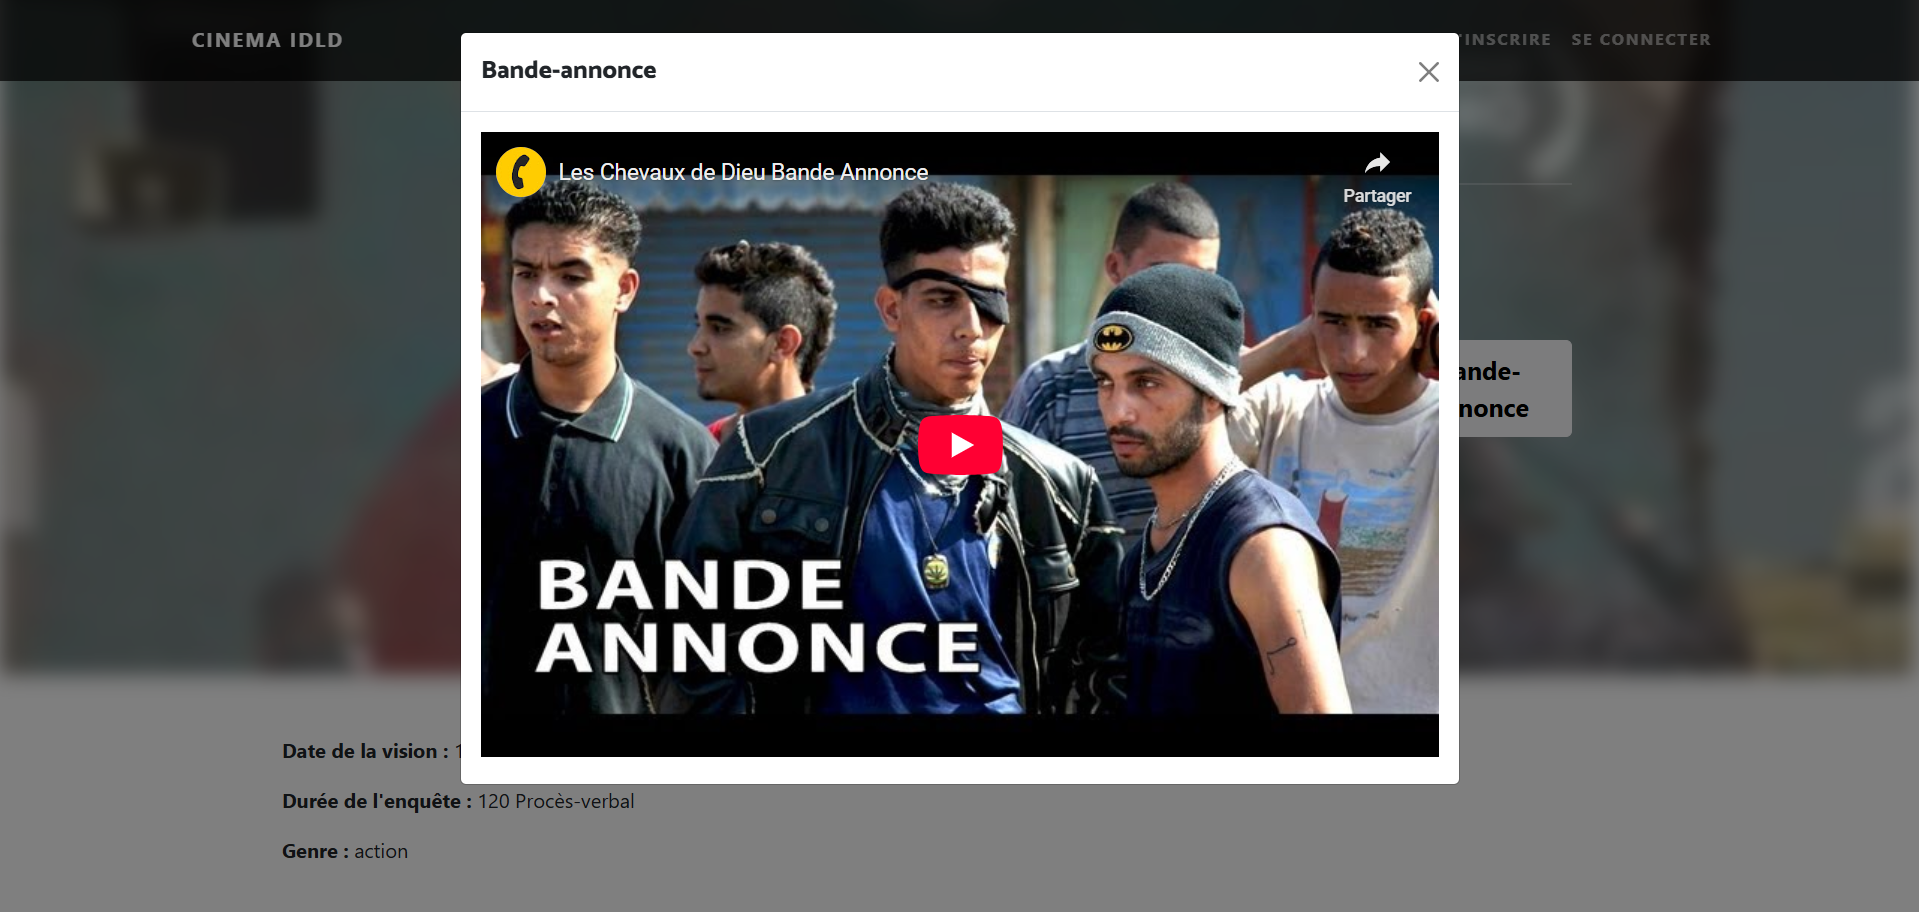 CINEMA IDLD
'INSCRIRE
SE CONNECTER
Bande-annonce
Les Chevaux de Dieu Bande Annonce
Partager
BANDE
ANNONCE
ande-
nonce
Date de la vision : 1
Durée de l'enquête : 120 Procès-verbal
Genre : action